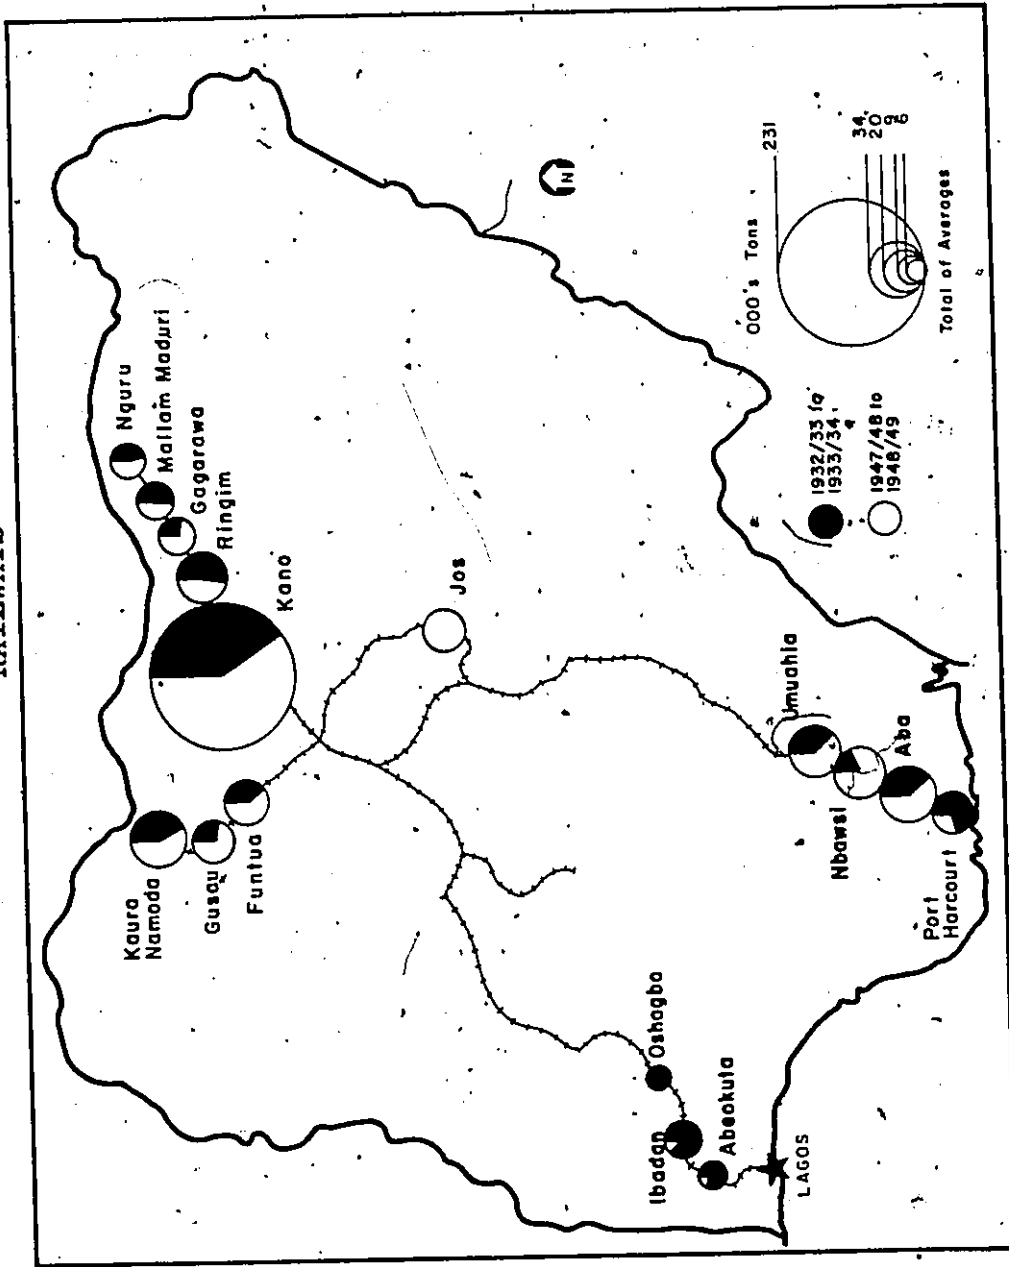 Nguru
Mallam Maduri
Gagarawa
Ringim
Kano
Kaura
Namoda
Gusau
Funtua
Jos
N
Umuahia
Nbawsi
Aba
Port
Harcourt
Oshogbo
Ibadan
Abeokuta
LAGOS
1932/33 to
1933/34
1947/48 to
1948/49
000's Tons
231
34
20
9
6
Total of Averages